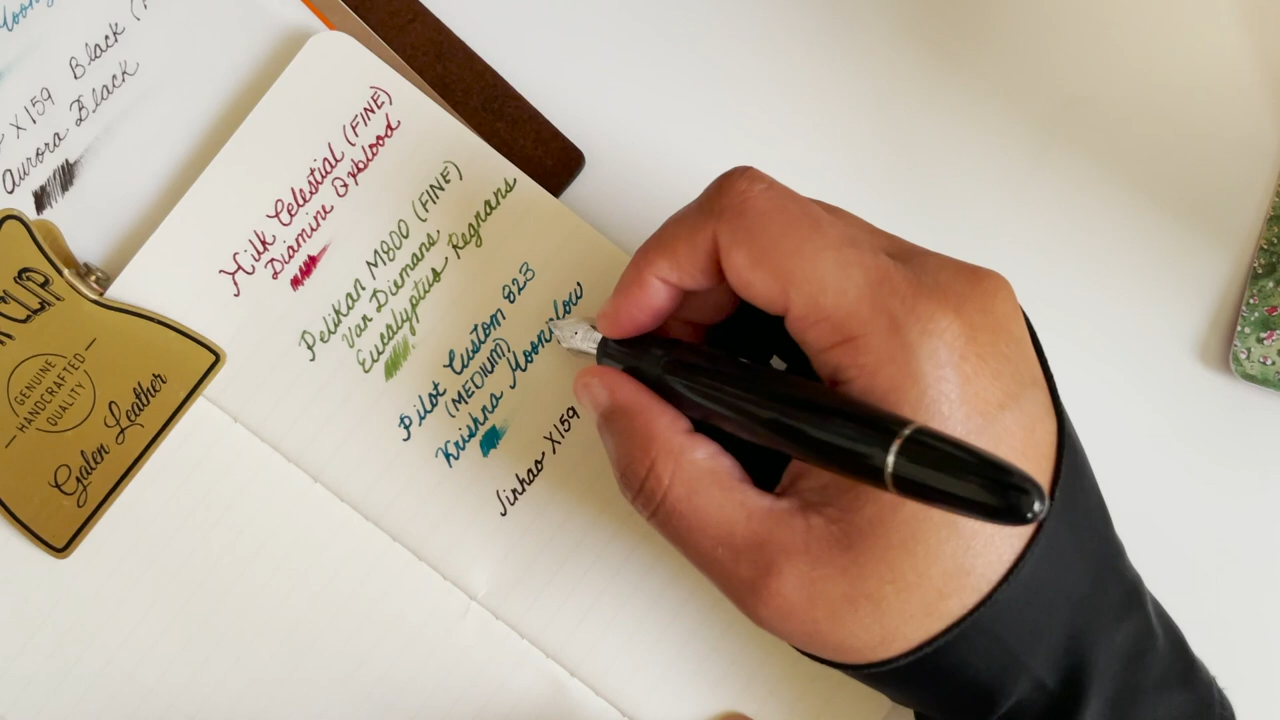 X159 Black
Aurora Black
CLIP
GENUINE
HANDCRAFTED
QUALITY
Galen Leather
Hilk Celestial (FINE)
Diamine Oxblood
Pelikan M800 (FINE)
Van Diemans
Eucalyptus Regnans
Pilot Custom 823
(MEDIUM)
Krishna Moonglow
Jinhao X159